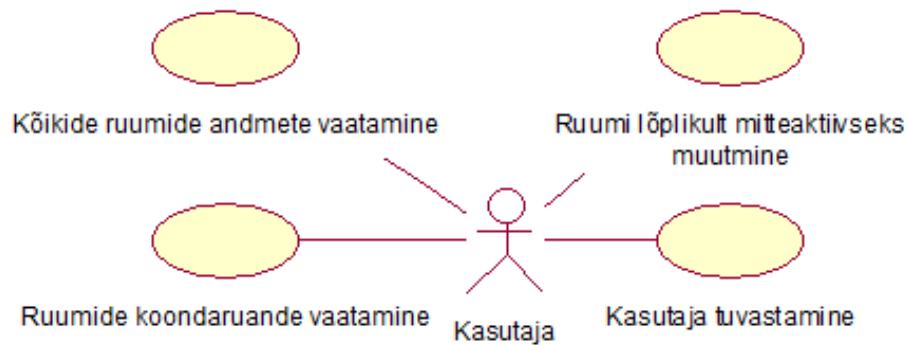 Kõikide ruumide andmete vaatamine
Ruumi lõplikult mitteaktiivseks
muutmine
Ruumide koondaruande vaatamine
Kasutaja
Kasutaja tuvastamine